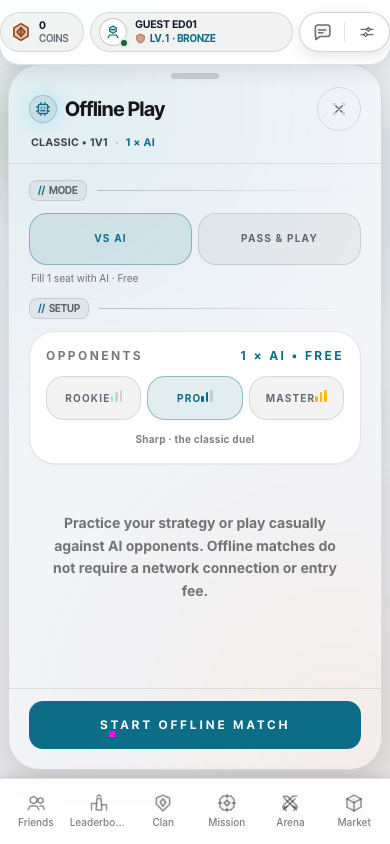 0
COINS
GUEST ED01
LV.1 · BRONZE
Offline Play
CLASSIC • 1V1 · 1 × AI
// MODE
VS AI
PASS & PLAY
Fill 1 seat with AI · Free
// SETUP
OPPONENTS
1 × AI • FREE
ROOKIE
PRO
MASTER
Sharp · the classic duel
Practice your strategy or play casually
against AI opponents. Offline matches do
not require a network connection or entry
fee.
START OFFLINE MATCH
Friends
Leaderbo...
Clan
Mission
Arena
Market